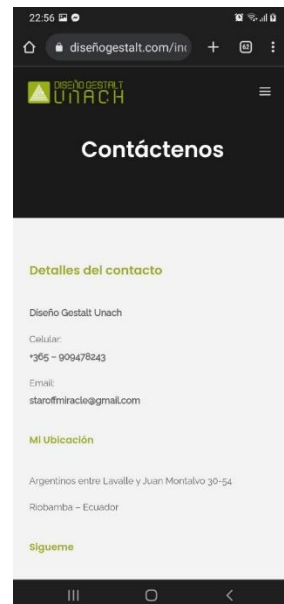 22:56
diseñogestalt.com/in
62
DISEÑO GESTALT
UNACH
Contáctenos
Detalles del contacto
Diseño Gestalt Unach
Celular:
+365 – 909478243
Email:
staroffmiracle@gmail.com
Mi Ubicación
Argentinos entre Lavalle y Juan Montalvo 30-54
Riobamba – Ecuador
Sigueme